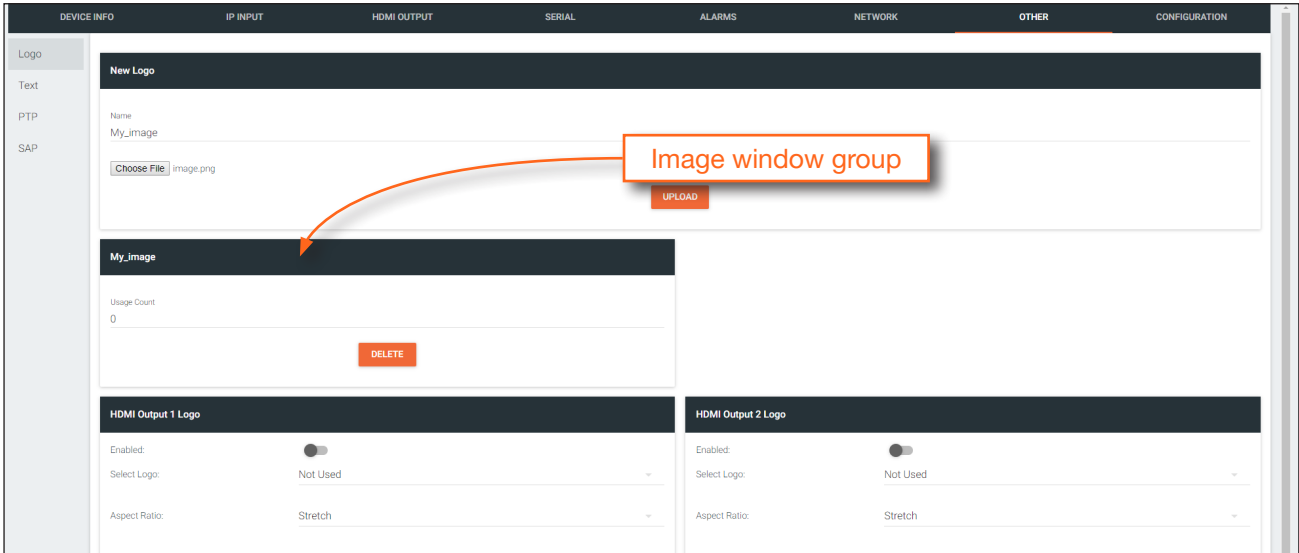 DEVICE INFO IP INPUT HDMI OUTPUT SERIAL ALARMS NETWORK OTHER CONFIGURATION
Logo
Text
PTP
SAP
New Logo
Name
My_image
Choose File image.png
Image window group
UPLOAD
My_image
Usage Count
0
DELETE
HDMI Output 1 Logo
Enabled:
Select Logo: Not Used
Aspect Ratio: Stretch
HDMI Output 2 Logo
Enabled:
Select Logo: Not Used
Aspect Ratio: Stretch